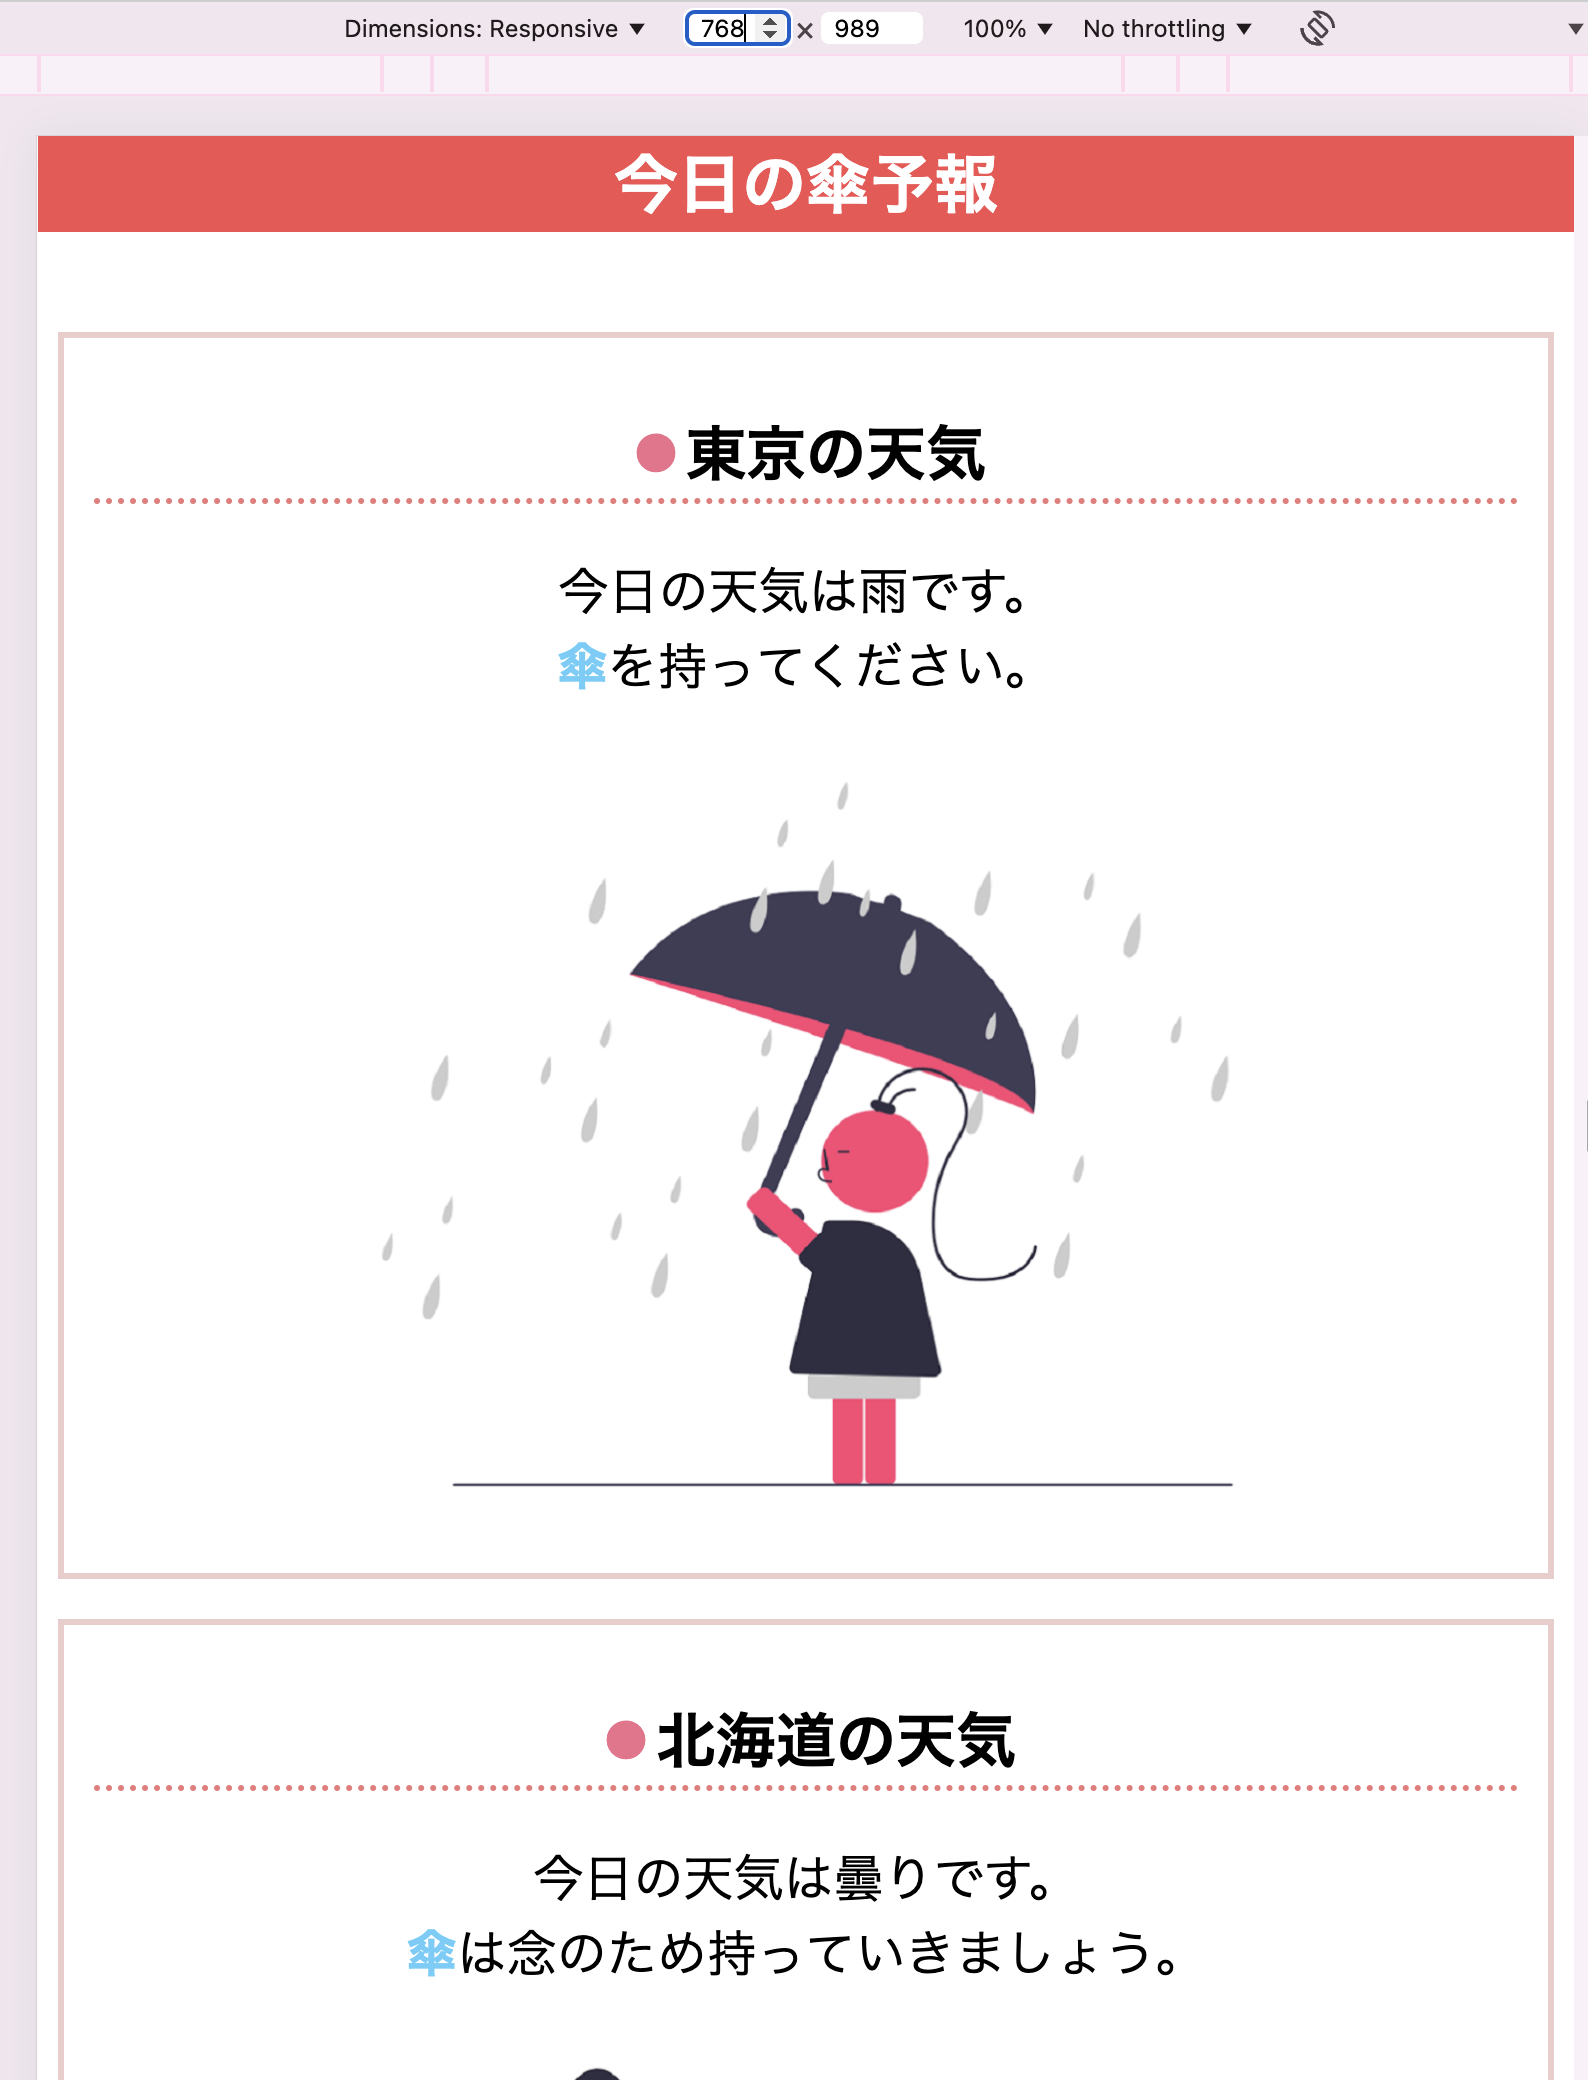 Dimensions: Responsive ▼ 768 × 989 100% ▼ No throttling ▼
今日の傘予報
東京の天気
今日の天気は雨です。
傘を持ってください。
北海道の天気
今日の天気は曇りです。
傘は念のため持っていきましょう。